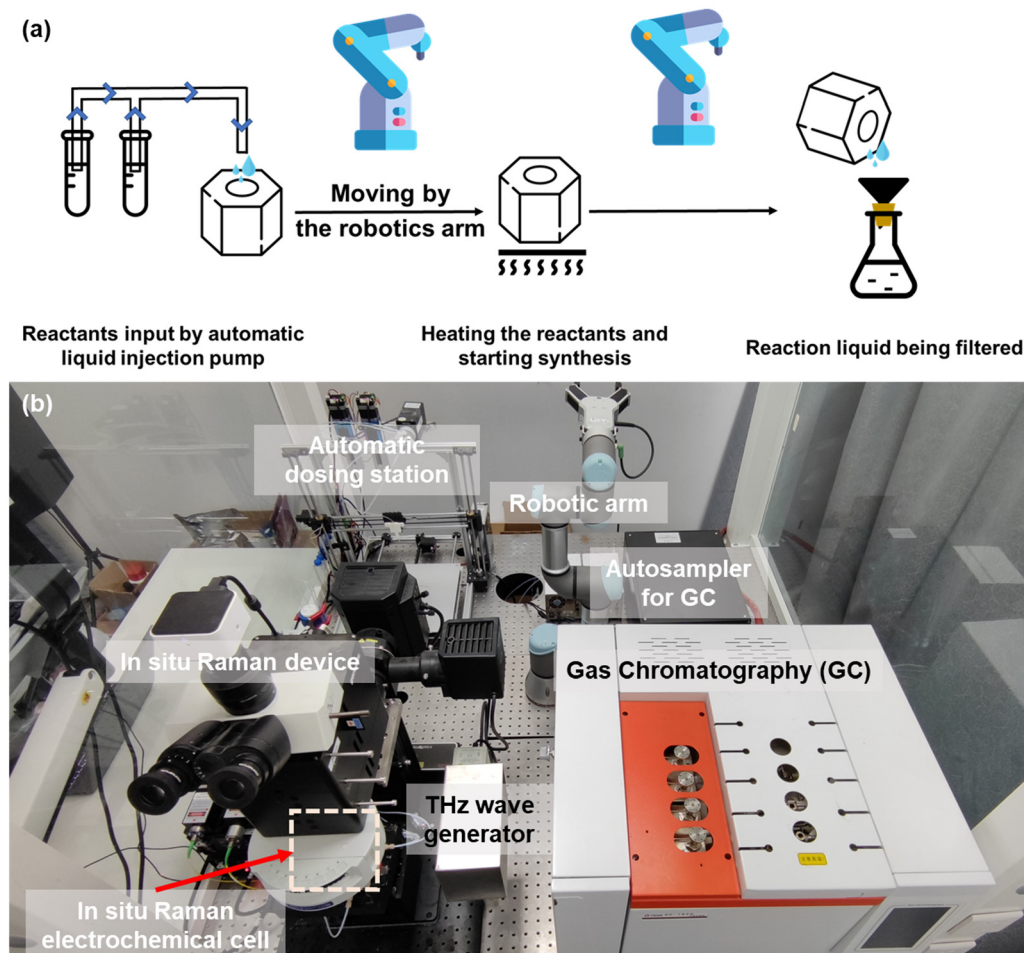 (a)
Moving by
the robotics arm
Reactants input by automatic
liquid injection pump
Heating the reactants and
starting synthesis
Reaction liquid being filtered
(b)
Automatic
dosing station
Robotic arm
Autosampler
for GC
In situ Raman device
Gas Chromatography (GC)
THz wave
generator
In situ Raman
electrochemical cell